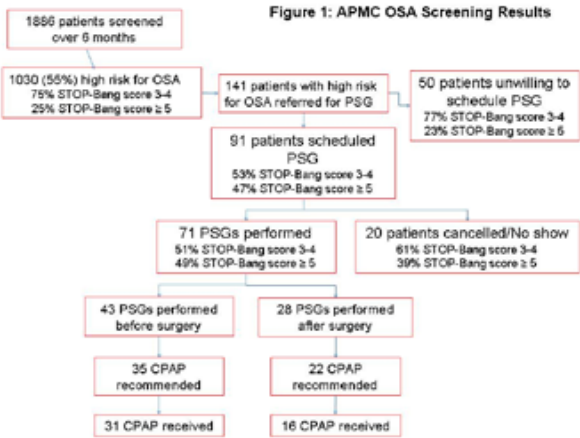 Figure 1: APMC OSA Screening Results
1886 patients screened
over 6 months
1030 (55%) high risk for OSA
75% STOP-Bang score 3-4
25% STOP-Bang score ≥ 5
141 patients with high risk
for OSA referred for PSG
50 patients unwilling to
schedule PSG
77% STOP-Bang score 3-4
23% STOP-Bang score ≥ 5
91 patients scheduled
PSG
53% STOP-Bang score 3-4
47% STOP-Bang score ≥ 5
71 PSGs performed
51% STOP-Bang score 3-4
49% STOP-Bang score ≥ 5
20 patients cancelled/No show
61% STOP-Bang score 3-4
39% STOP-Bang score ≥ 5
43 PSGs performed
before surgery
28 PSGs performed
after surgery
35 CPAP
recommended
22 CPAP
recommended
31 CPAP received
16 CPAP received